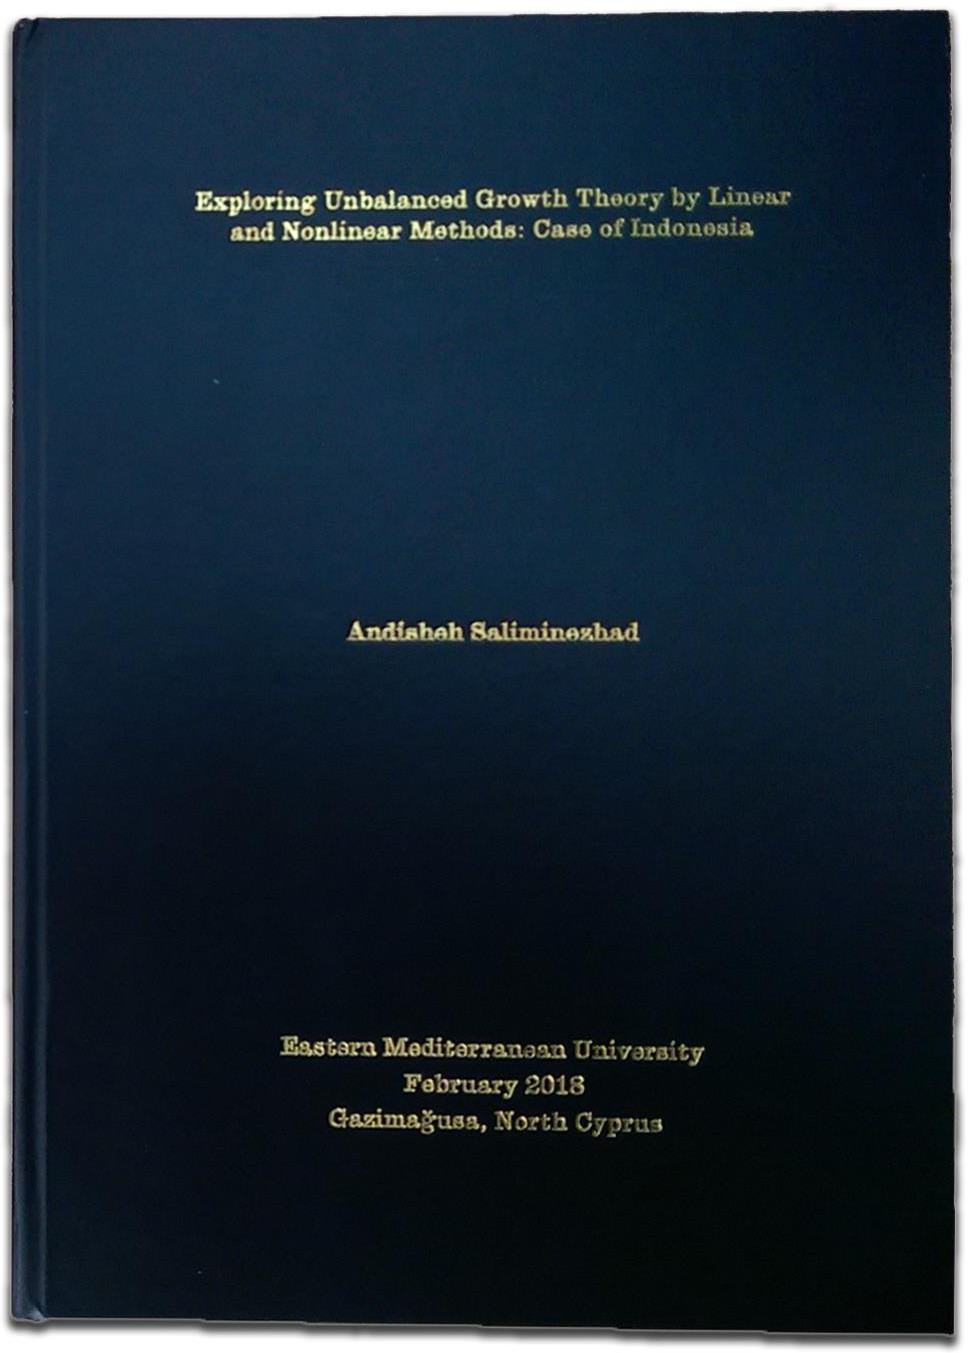 Exploring Unbalanced Growth Theory by Linear
and Nonlinear Methods: Case of Indonesia
Andisheh Saliminezhad
Eastern Mediterranean University
February 2018
Gazimağusa, North Cyprus